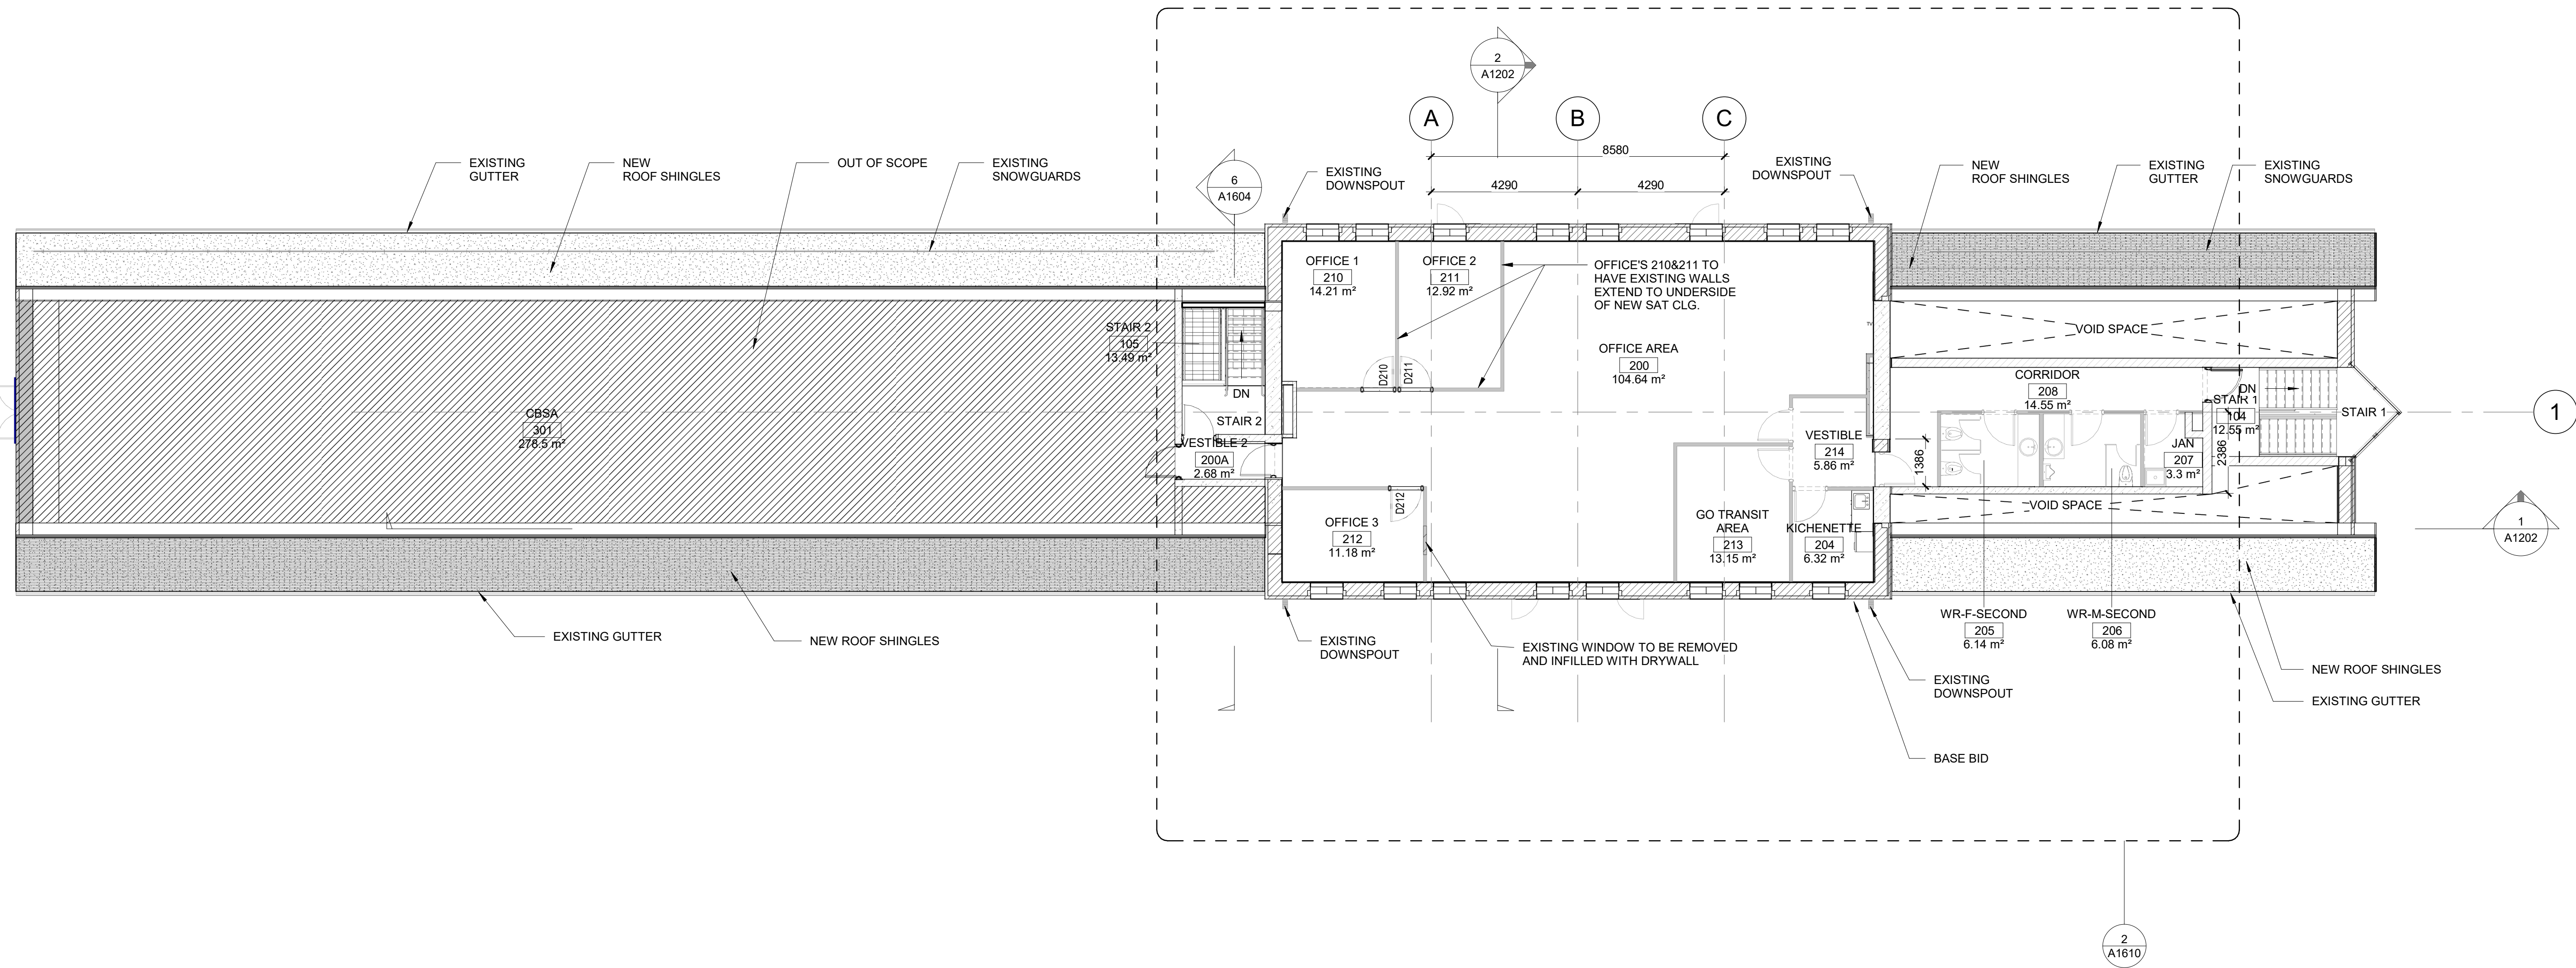 2
A1202
A
B
C
8580
4290
4290
6
A1604
EXISTING
GUTTER
NEW
ROOF SHINGLES
OUT OF SCOPE
EXISTING
SNOWGUARDS
EXISTING
DOWNSPOUT
EXISTING
DOWNSPOUT
NEW
ROOF SHINGLES
EXISTING
GUTTER
EXISTING
SNOWGUARDS
OFFICE 1
210
14.21 m²
OFFICE 2
211
12.92 m²
OFFICE'S 210&211 TO
HAVE EXISTING WALLS
EXTEND TO UNDERSIDE
OF NEW SAT CLG.
STAIR 2
105
13.49 m²
DN
STAIR 2
D210
D211
OFFICE AREA
200
104.64 m²
TV
VOID SPACE
CORRIDOR
208
14.55 m²
DN
STAIR 1
104
12.55 m²
STAIR 1
1
CBSA
301
278.5 m²
VESTIBLE 2
200A
2.68 m²
VESTIBLE
214
5.86 m²
1386
JAN
207
3.3 m²
2386
D212
OFFICE 3
212
11.18 m²
GO TRANSIT
AREA
213
13.15 m²
KICHENETTE
204
6.32 m²
VOID SPACE
1
A1202
EXISTING GUTTER
NEW ROOF SHINGLES
EXISTING
DOWNSPOUT
EXISTING WINDOW TO BE REMOVED
AND INFILLED WITH DRYWALL
WR-F-SECOND
205
6.14 m²
WR-M-SECOND
206
6.08 m²
EXISTING
DOWNSPOUT
NEW ROOF SHINGLES
EXISTING GUTTER
BASE BID
2
A1610